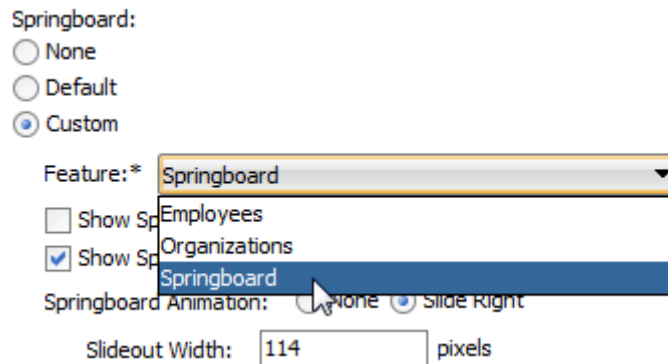 Springboard:
None
Default
Custom
Feature:* Springboard
Employees
Show Sp
Organizations
Show Sp
Springboard
Springboard Animation: None Slide Right
Slideout Width: 114 pixels